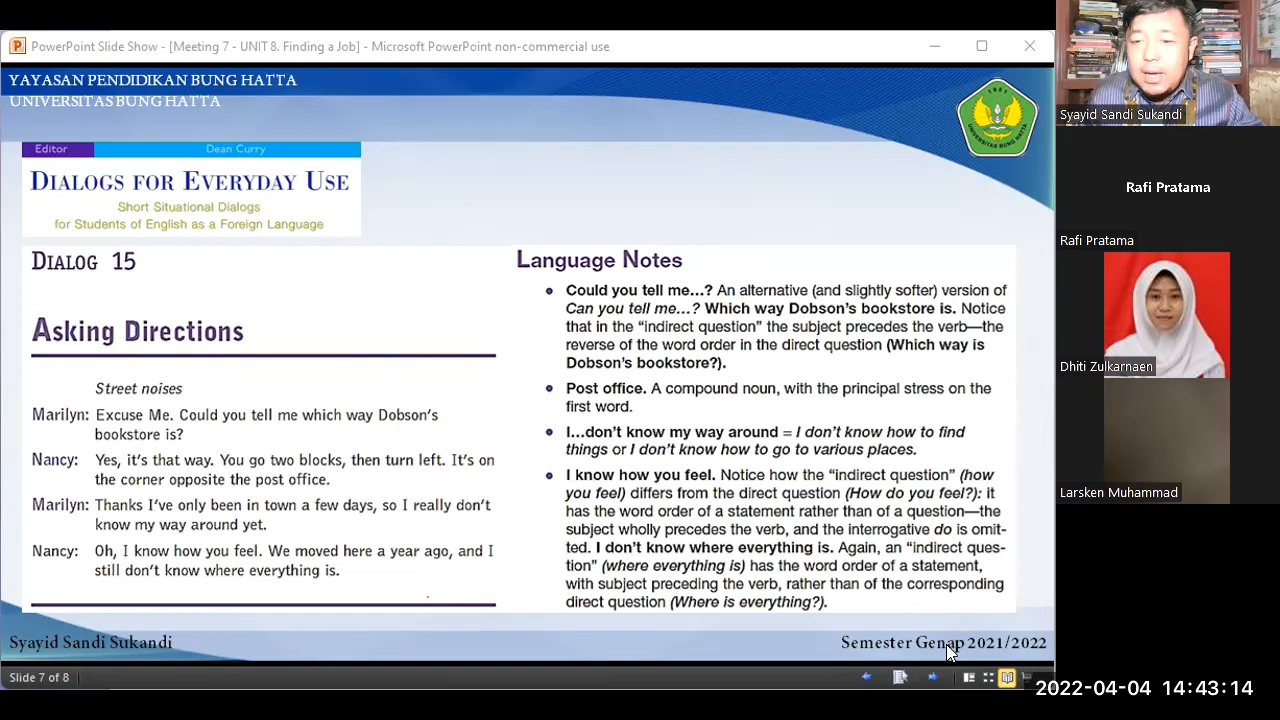 PowerPoint Slide Show - [Meeting 7 - UNIT 8. Finding a Job] - Microsoft PowerPoint non-commercial use
YAYASAN PENDIDIKAN BUNG HATTA
UNIVERSITAS BUNG HATTA
Editor Dean Curry
DIALOGS FOR EVERYDAY USE
Short Situational Dialogs
for Students of English as a Foreign Language
DIALOG 15
Asking Directions
Street noises
Marilyn: Excuse Me. Could you tell me which way Dobson's
bookstore is?
Nancy: Yes, it's that way. You go two blocks, then turn left. It's on
the corner opposite the post office.
Marilyn: Thanks I've only been in town a few days, so I really don't
know my way around yet.
Nancy: Oh, I know how you feel. We moved here a year ago, and I
still don't know where everything is.
Language Notes
• Could you tell me...? An alternative (and slightly softer) version of
Can you tell me...? Which way Dobson's bookstore is. Notice
that in the “indirect question” the subject precedes the verb—the
reverse of the word order in the direct question (Which way is
Dobson's bookstore?).
• Post office. A compound noun, with the principal stress on the
first word.
• I...don't know my way around = I don't know how to find
things or I don't know how to go to various places.
• I know how you feel. Notice how the “indirect question” (how
you feel) differs from the direct question (How do you feel?): it
has the word order of a statement rather than of a question—the
subject wholly precedes the verb, and the interrogative do is omit-
ted. I don't know where everything is. Again, an “indirect ques-
tion” (where everything is) has the word order of a statement,
with subject preceding the verb, rather than of the corresponding
direct question (Where is everything?).
Syayid Sandi Sukandi
Semester Genap 2021/2022
Slide 7 of 8
Syayid Sandi Sukandi
Rafi Pratama
Rafi Pratama
Dhiti Zulkarnaen
Larsken Muhammad
2022-04-04 14:43:14